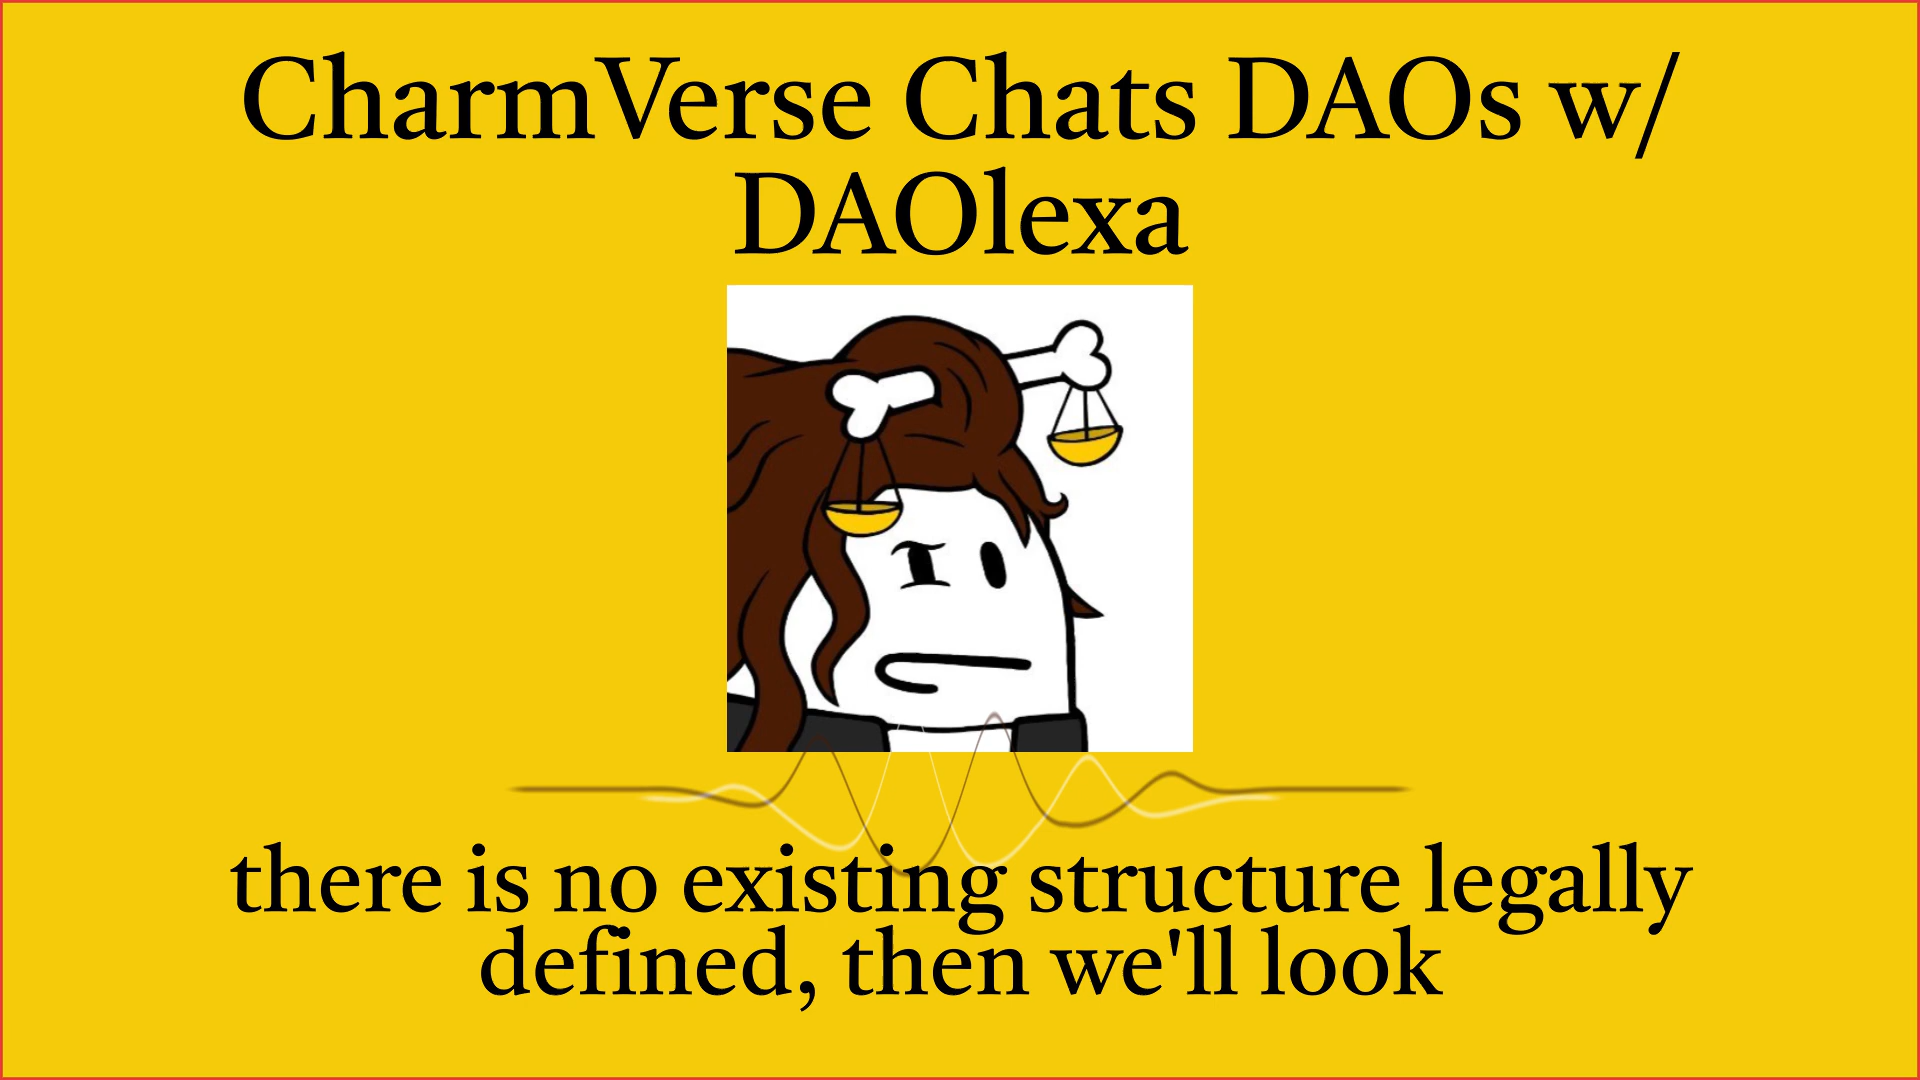 CharmVerse Chats DAOs w/
DAOlexa
there is no existing structure legally
defined, then we'll look